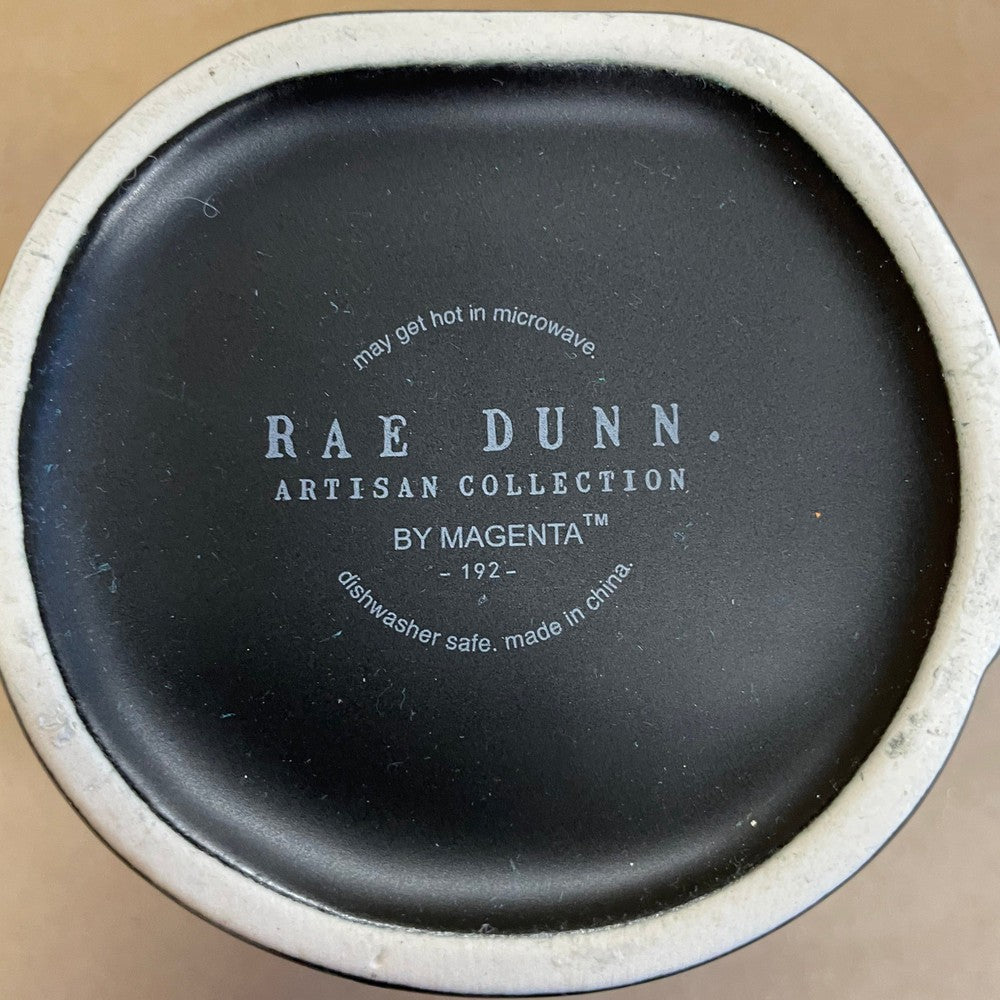 may get hot in microwave.
RAE DUNN.
ARTISAN COLLECTION
BY MAGENTA™
- 192 -
dishwasher safe. made in china.